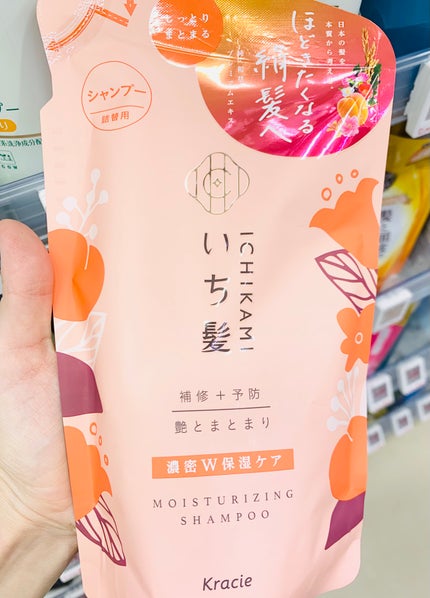 しっとり
まとまる
日本の髪を、
本質から考える。
ほどきたくなる
補髪へ
シャンプー
詰替用
ICHIKAMI
いち髪
補修+予防
艶とまとまり
濃密W保湿ケア
MOISTURIZING
SHAMPOO
Kracie